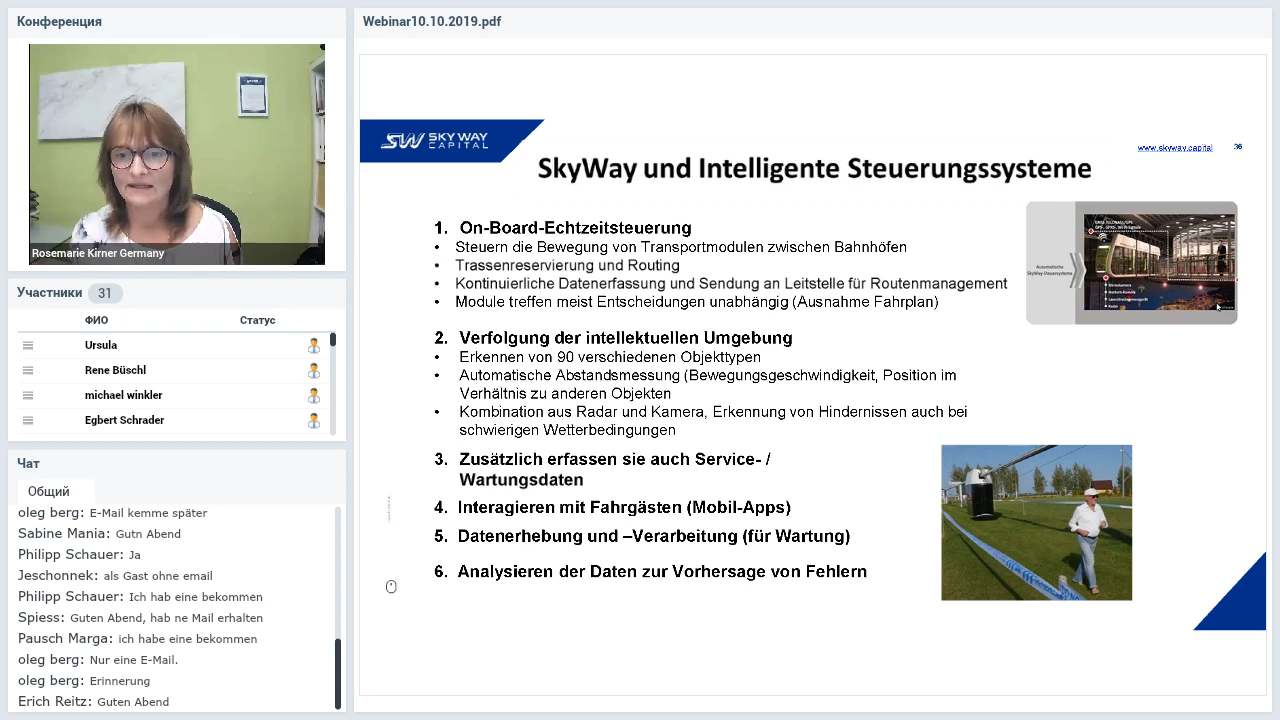 Конференция
Rosemarie Kirner Germany
Участники 31
ФИО Статус
Ursula
Rene Büschl
michael winkler
Egbert Schrader
Чат
Общий
oleg berg: E-Mail kemme später
Sabine Mania: Gutn Abend
Philipp Schauer: Ja
Jeschonnek: als Gast ohne email
Philipp Schauer: Ich hab eine bekommen
Spiess: Guten Abend, hab ne Mail erhalten
Pausch Marga: ich habe eine bekommen
oleg berg: Nur eine E-Mail.
oleg berg: Erinnerung
Erich Reitz: Guten Abend
Webinar10.10.2019.pdf
SW SKY WAY
CAPITAL
www.skyway.capital 36
SkyWay und Intelligente Steuerungssysteme
1. On-Board-Echtzeitsteuerung
• Steuern die Bewegung von Transportmodulen zwischen Bahnhöfen
• Trassenreservierung und Routing
• Kontinuierliche Datenerfassung und Sendung an Leitstelle für Routenmanagement
• Module treffen meist Entscheidungen unabhängig (Ausnahme Fahrplan)
Automatische
SkyWay-Steuersysteme
2. Verfolgung der intellektuellen Umgebung
• Erkennen von 90 verschiedenen Objekttypen
• Automatische Abstandsmessung (Bewegungsgeschwindigkeit, Position im
Verhältnis zu anderen Objekten
• Kombination aus Radar und Kamera, Erkennung von Hindernissen auch bei
schwierigen Wetterbedingungen
3. Zusätzlich erfassen sie auch Service- /
Wartungsdaten
4. Interagieren mit Fahrgästen (Mobil-Apps)
5. Datenerhebung und –Verarbeitung (für Wartung)
6. Analysieren der Daten zur Vorhersage von Fehlern